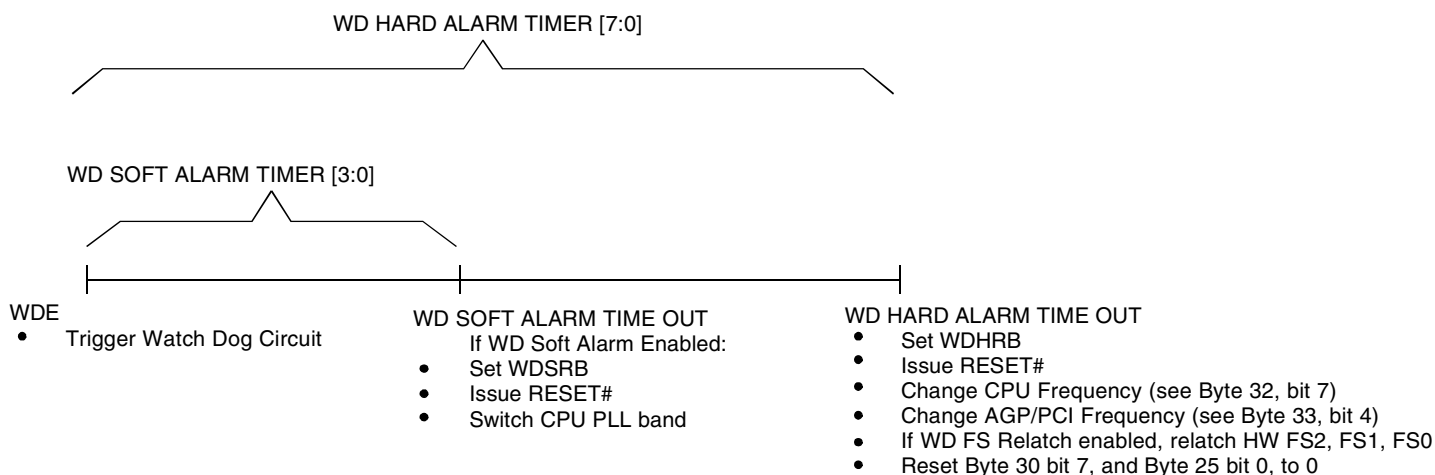 WD HARD ALARM TIMER [7:0]
WD SOFT ALARM TIMER [3:0]
WDE
• Trigger Watch Dog Circuit
WD SOFT ALARM TIME OUT
If WD Soft Alarm Enabled:
• Set WDSRB
• Issue RESET#
• Switch CPU PLL band
WD HARD ALARM TIME OUT
• Set WDHRB
• Issue RESET#
• Change CPU Frequency (see Byte 32, bit 7)
• Change AGP/PCI Frequency (see Byte 33, bit 4)
• If WD FS Relatch enabled, relatch HW FS2, FS1, FS0
• Reset Byte 30 bit 7, and Byte 25 bit 0, to 0